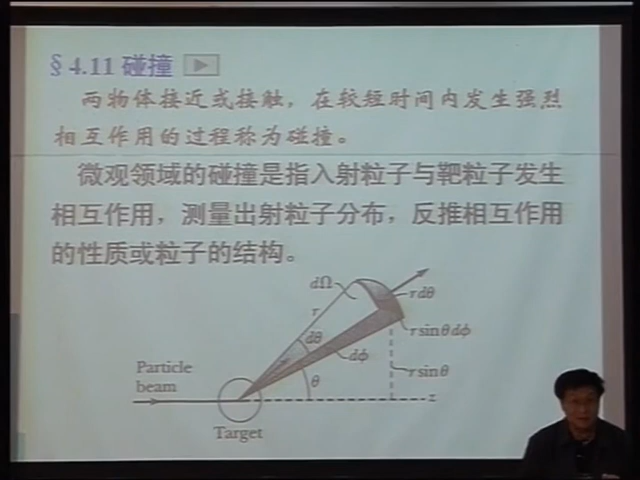 § 4.11 碰撞
两物体接近或接触，在较短时间内发生强烈
相互作用的过程称为碰撞。
微观领域的碰撞是指入射粒子与靶粒子发生
相互作用，测量出射粒子分布，反推相互作用
的性质或粒子的结构。
dΩ
rdθ
r
dθ
r sinθdϕ
dϕ
θ
r sinθ
Particle
beam
z
Target